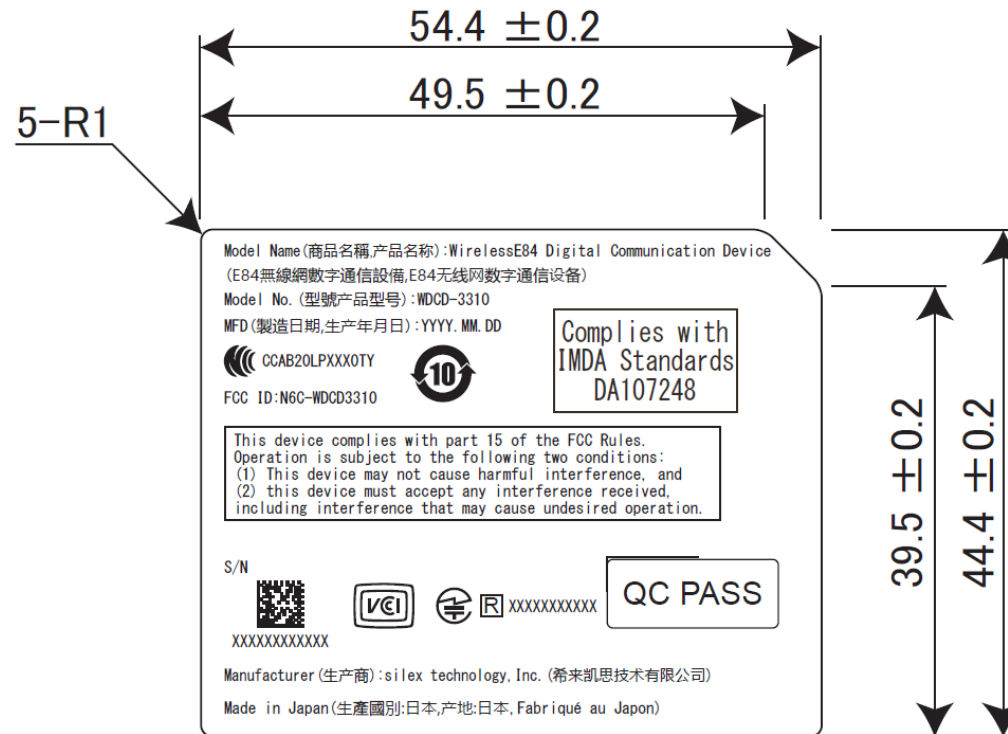 54.4 ±0.2
49.5 ±0.2
5-R1
Model Name(商品名稱,产品名称):WirelessE84 Digital Communication Device
(E84無線網數字通信設備,E84无线网数字通信设备)
Model No. (型號产品型号):WDCD-3310
MFD(製造日期,生产年月日):YYYY.MM.DD
CCAB20LPXXX0TY
10
FCC ID:N6C-WDCD3310
Complies with
IMDA Standards
DA107248
39.5 ±0.2
44.4 ±0.2
This device complies with part 15 of the FCC Rules.
Operation is subject to the following two conditions:
(1) This device may not cause harmful interference, and
(2) this device must accept any interference received,
including interference that may cause undesired operation.
S/N
XXXXXXXXXXXX
VCI
R XXXXXXXXXXX
QC PASS
Manufacturer(生产商):silex technology, Inc. (希来凯思技术有限公司)
Made in Japan(生產國別:日本,产地:日本, Fabriqué au Japon)